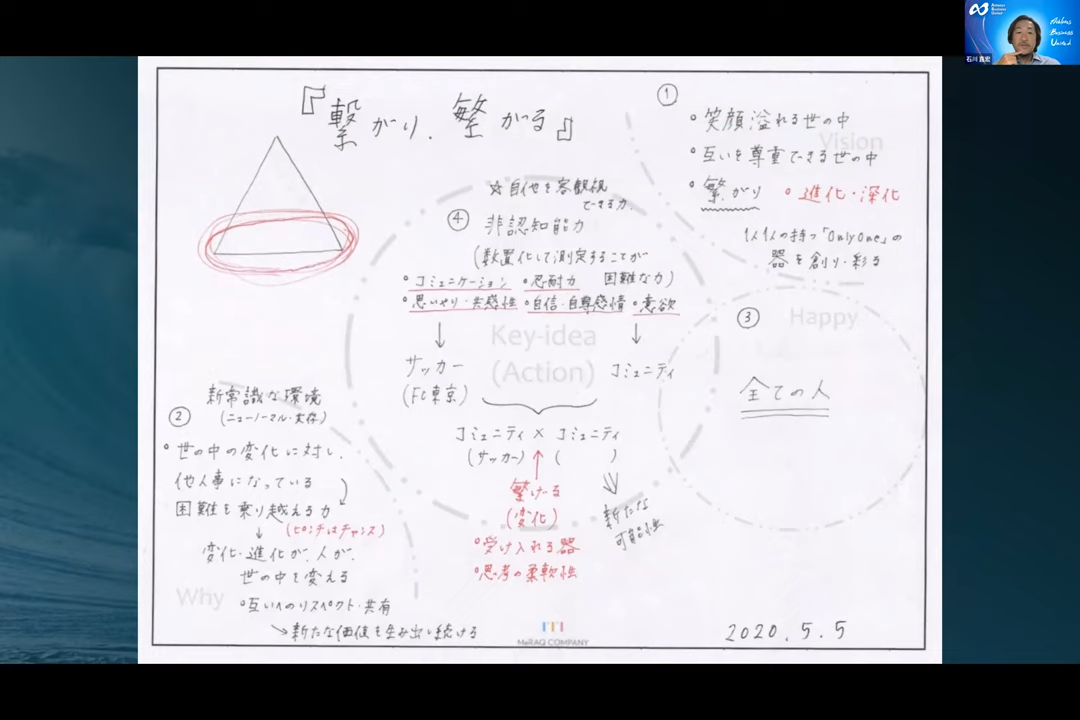 『繋がり、繁がる』
①
Vision
◦笑顔溢れる世の中
◦互いを尊重できる世の中
◦繁がり ◦進化・深化
個人の持つ「Only One」の
器を創り・彩る
☆自他を客観視
できる力。
④ 非認知能力
(数置化して測定することが
困難な力)
◦コミュニケーション ◦忍耐力
◦思いやり・共感性 ◦自信・自尊感情 ◦意欲
Key-idea
(Action)
サッカー
(FC東京)
コミュニティ
コミュニティ × コミュニティ
(サッカー) ( )
繁げる
(変化)
◦受け入れる器
◦思考の柔軟性
新たな
可能性
③
Happy
全ての人
② 新常識な環境
(ニューノーマル・共存)
◦世の中の変化に対し、
他人事になっている
困難を乗り越える力
(ピンチはチャンス)
変化・進化が、人が、
世の中を変える
Why
◦互いへのリスペクト・共有
新たな価値を生み出し続ける
MaRAQ COMPANY
2020.5.5
Athletes
Business
United
Athletes
Business
United
石川 直宏